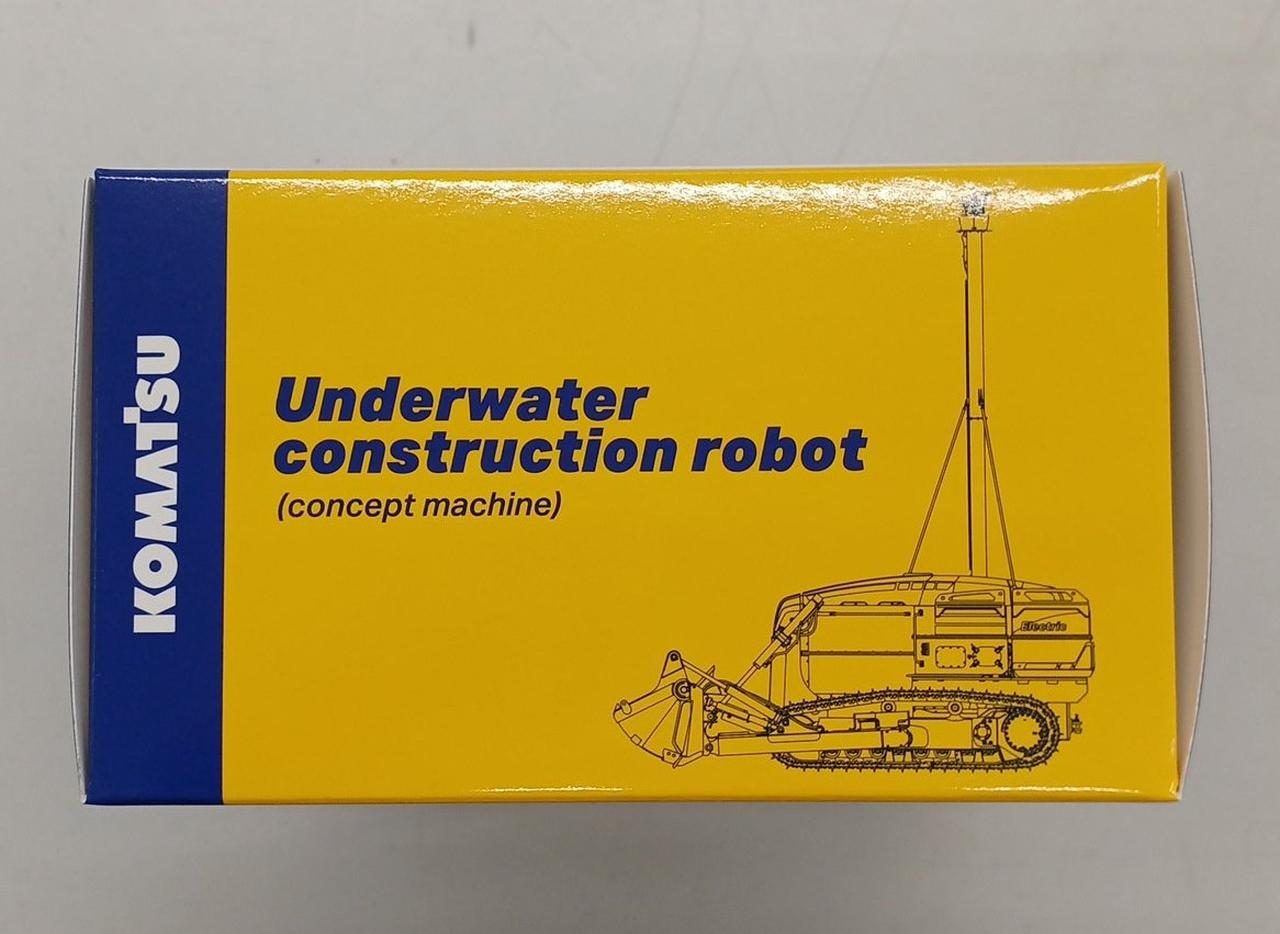 KOMATSU
Underwater
construction robot
(concept machine)
Electric